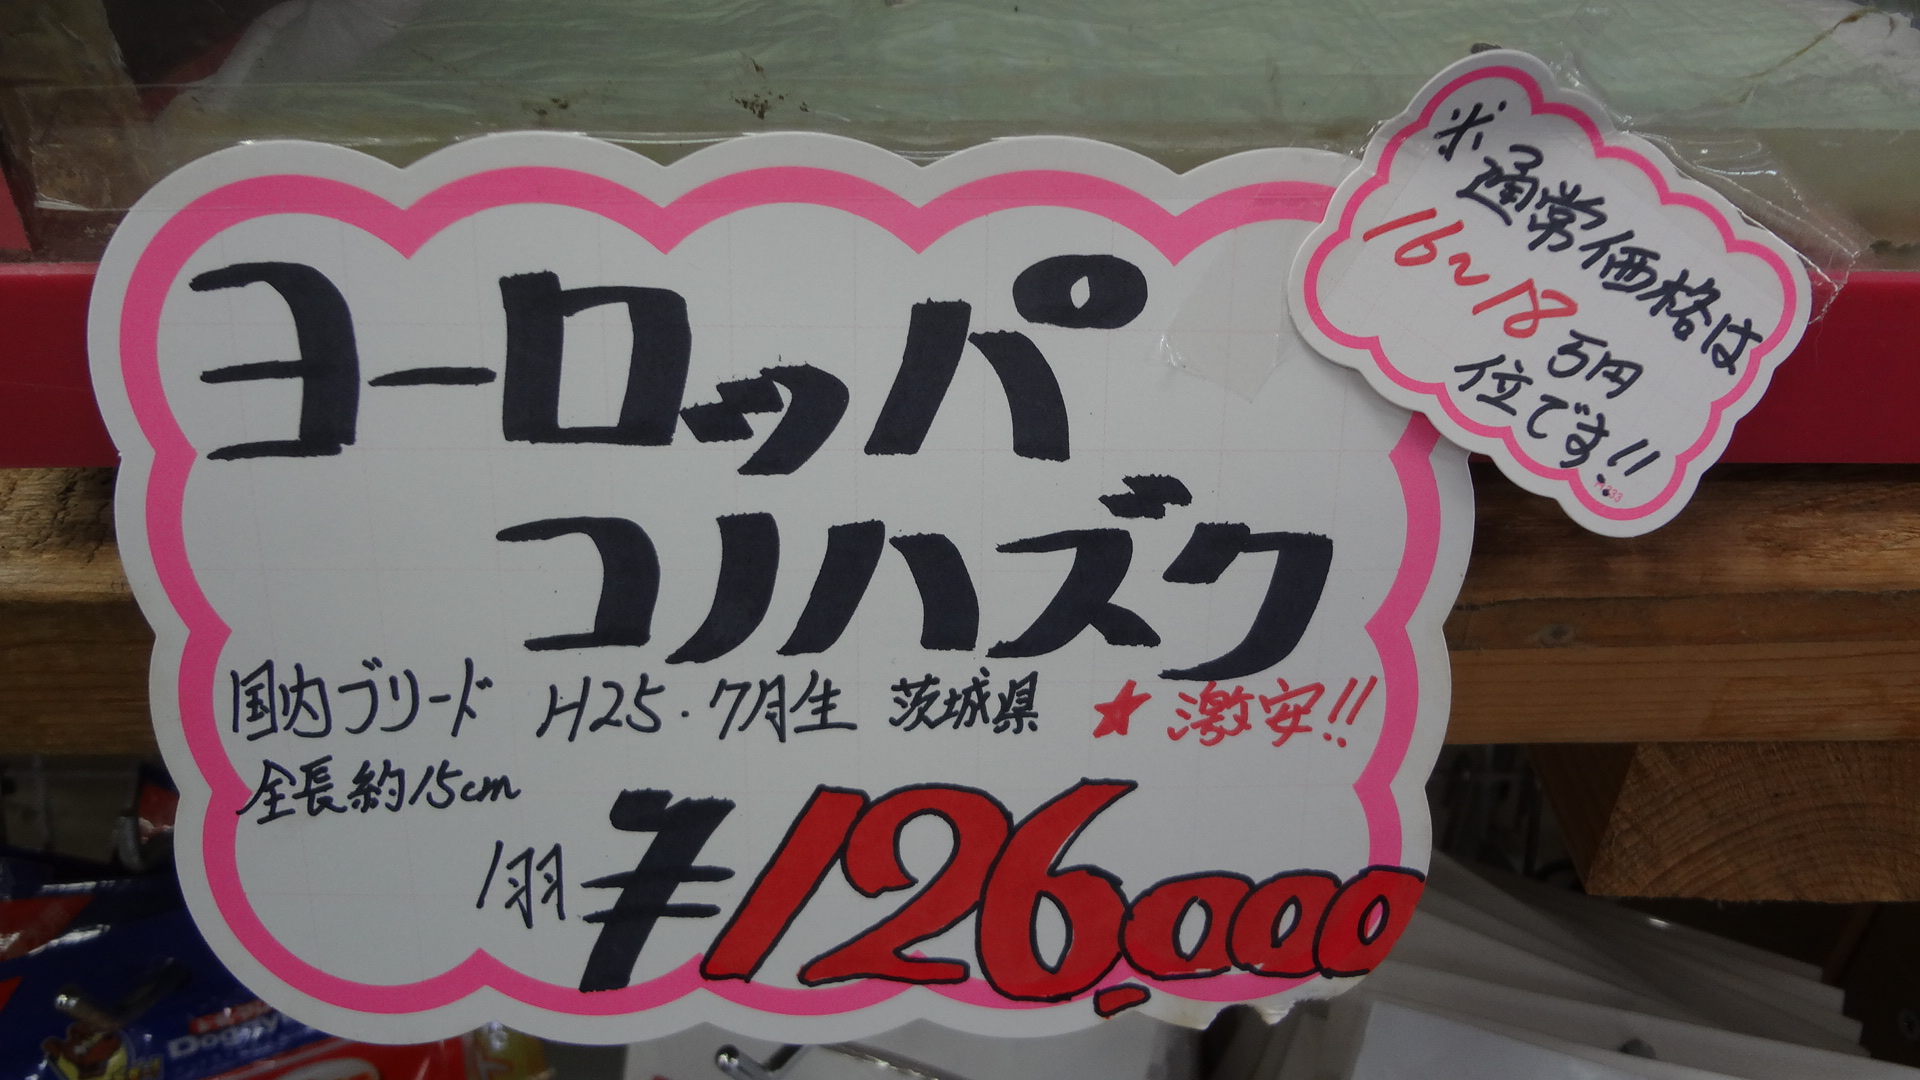 ヨーロッパ
コノハズク
国内ブリード H25.7月生 茨城県 ★激安!!
全長約15cm
1羽 ¥126,000
※通常価格は
16~18万円
位です!!
Doggy